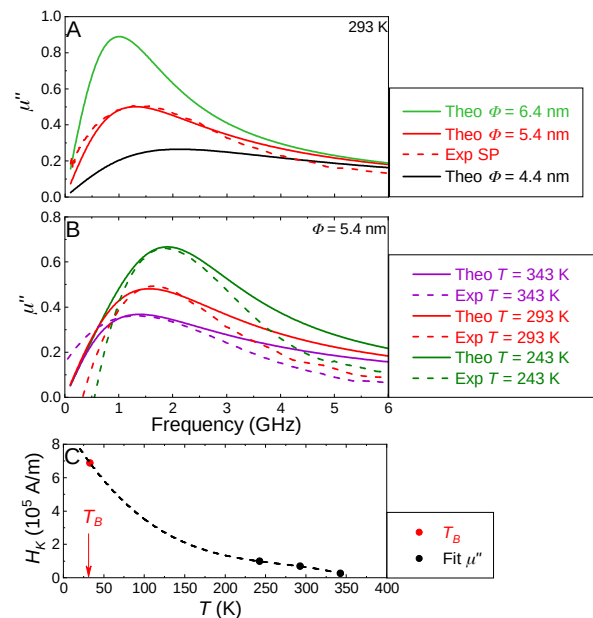 A
293 K
1.0
0.8
0.6
0.4
0.2
0.0
μ''
Theo Φ = 6.4 nm
Theo Φ = 5.4 nm
Exp SP
Theo Φ = 4.4 nm
B
Φ = 5.4 nm
0.8
0.6
0.4
0.2
0.0
μ''
0 1 2 3 4 5 6
Frequency (GHz)
Theo T = 343 K
Exp T = 343 K
Theo T = 293 K
Exp T = 293 K
Theo T = 243 K
Exp T = 243 K
C
8
6
4
2
0
H_K (10⁵ A/m)
T_B
0 50 100 150 200 250 300 350 400
T (K)
T_B
Fit μ''